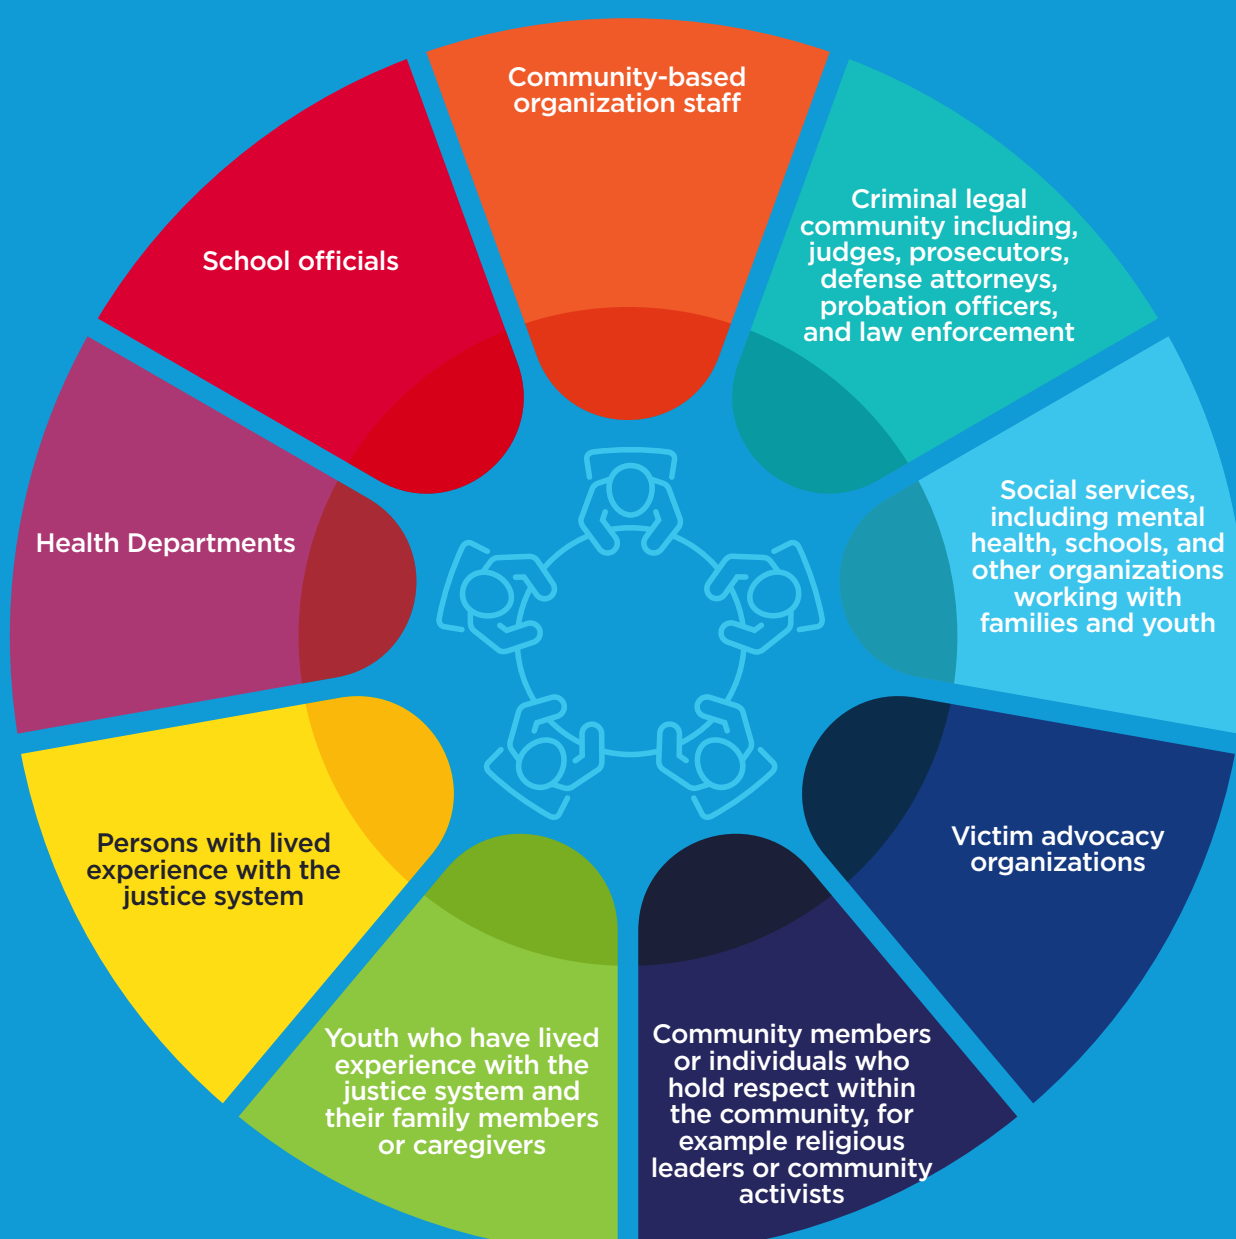 Community-based
organization staff
Criminal legal
community including,
judges, prosecutors,
defense attorneys,
probation officers,
and law enforcement
Social services,
including mental
health, schools, and
other organizations
working with
families and youth
Victim advocacy
organizations
Community members
or individuals who
hold respect within
the community, for
example religious
leaders or community
activists
Youth who have lived
experience with the
justice system and
their family members
or caregivers
Persons with lived
experience with the
justice system
Health Departments
School officials